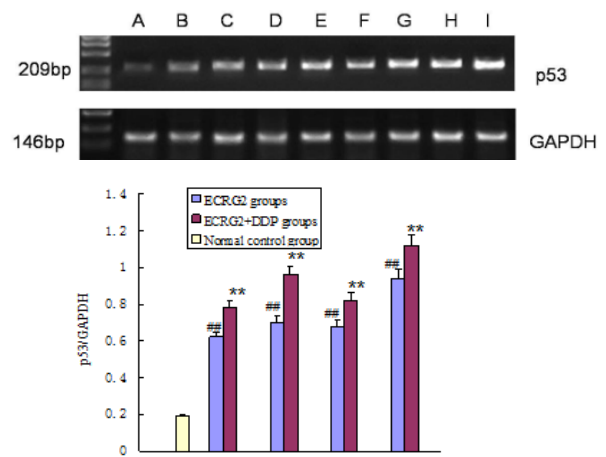 A B C D E F G H I
209bp p53
146bp GAPDH
1. 4
1. 2
1
0. 8
0. 6
0. 4
0. 2
0
p53/GAPDH
ECRG2 groups
ECRG2+DDP groups
Normal control group
## ** ## ** ## ** ## **